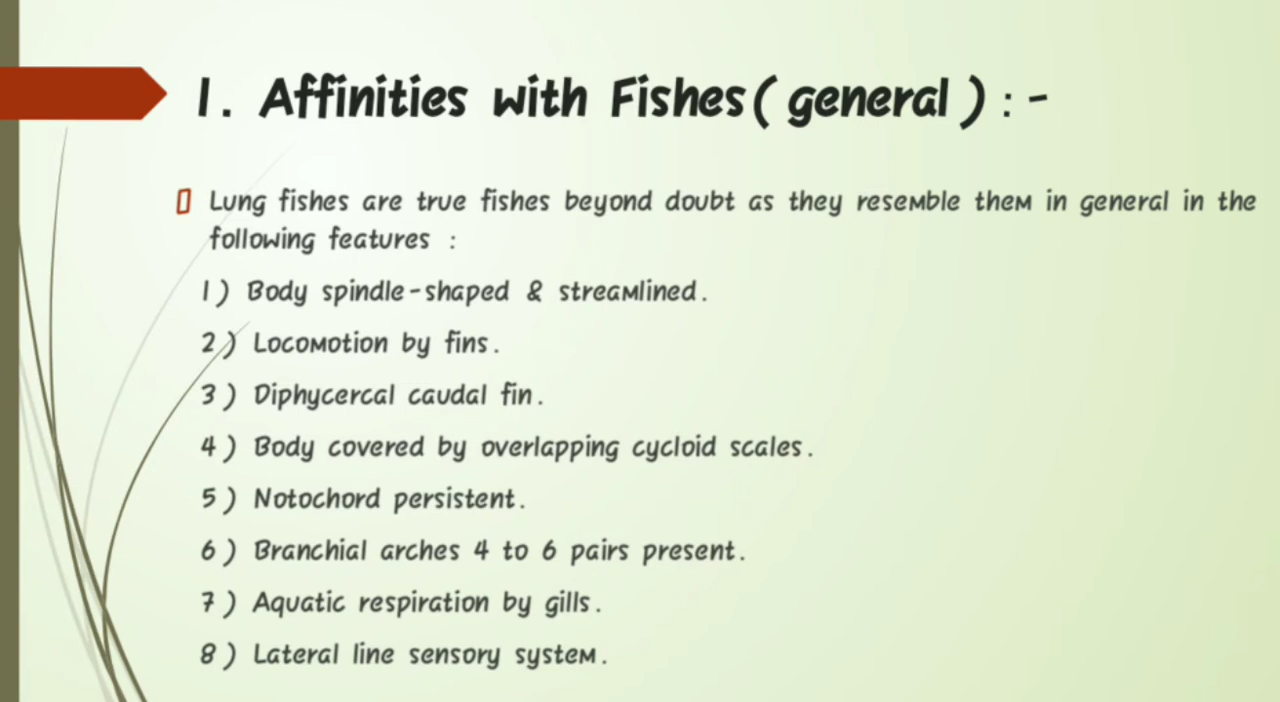 1. Affinities with Fishes( general ) : -
Lung fishes are true fishes beyond doubt as they resemble them in general in the
following features :
1 ) Body spindle-shaped & streamlined.
2 ) Locomotion by fins.
3 ) Diphycercal caudal fin.
4 ) Body covered by overlapping cycloid scales.
5 ) Notochord persistent.
6 ) Branchial arches 4 to 6 pairs present.
7 ) Aquatic respiration by gills.
8 ) Lateral line sensory system.